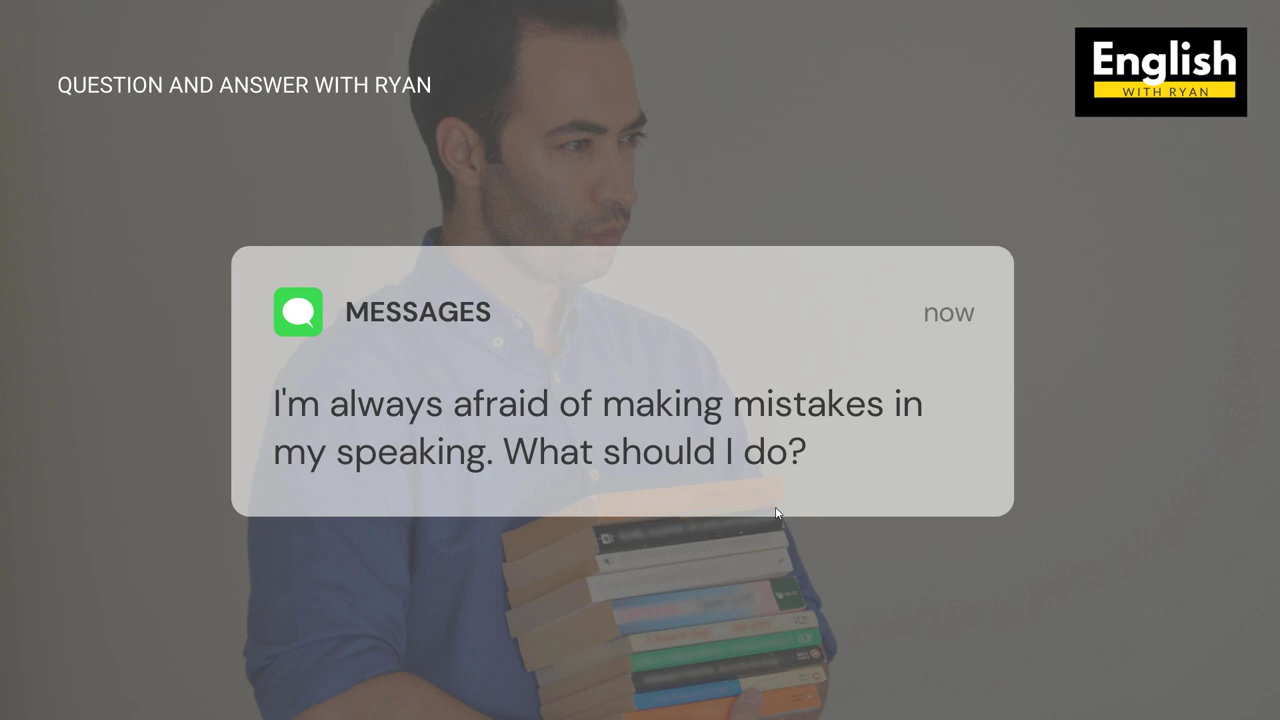 QUESTION AND ANSWER WITH RYAN
English
WITH RYAN
MESSAGES
now
I'm always afraid of making mistakes in
my speaking. What should I do?